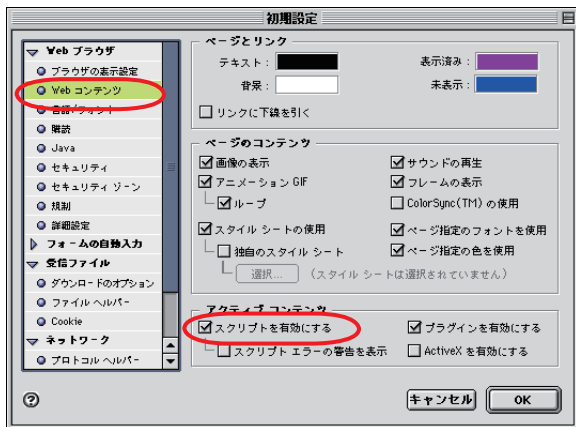 初期設定
Web ブラウザ
ブラウザの表示設定
Web コンテンツ
言語/フォント
購読
Java
セキュリティ
セキュリティ ゾーン
規制
詳細設定
フォームの自動入力
受信ファイル
ダウンロードのオプション
ファイル ヘルパー
Cookie
ネットワーク
プロトコル ヘルパー
ページとリンク
テキスト：
表示済み：
背景：
未表示：
リンクに下線を引く
ページのコンテンツ
画像の表示
サウンドの再生
アニメーション GIF
フレームの表示
ループ
ColorSync(TM) の使用
スタイル シートの使用
ページ指定のフォントを使用
独自のスタイル シート
ページ指定の色を使用
選択... (スタイル シートは選択されていません)
アクティブ コンテンツ
スクリプトを有効にする
プラグインを有効にする
スクリプト エラーの警告を表示
ActiveX を有効にする
?
キャンセル
OK